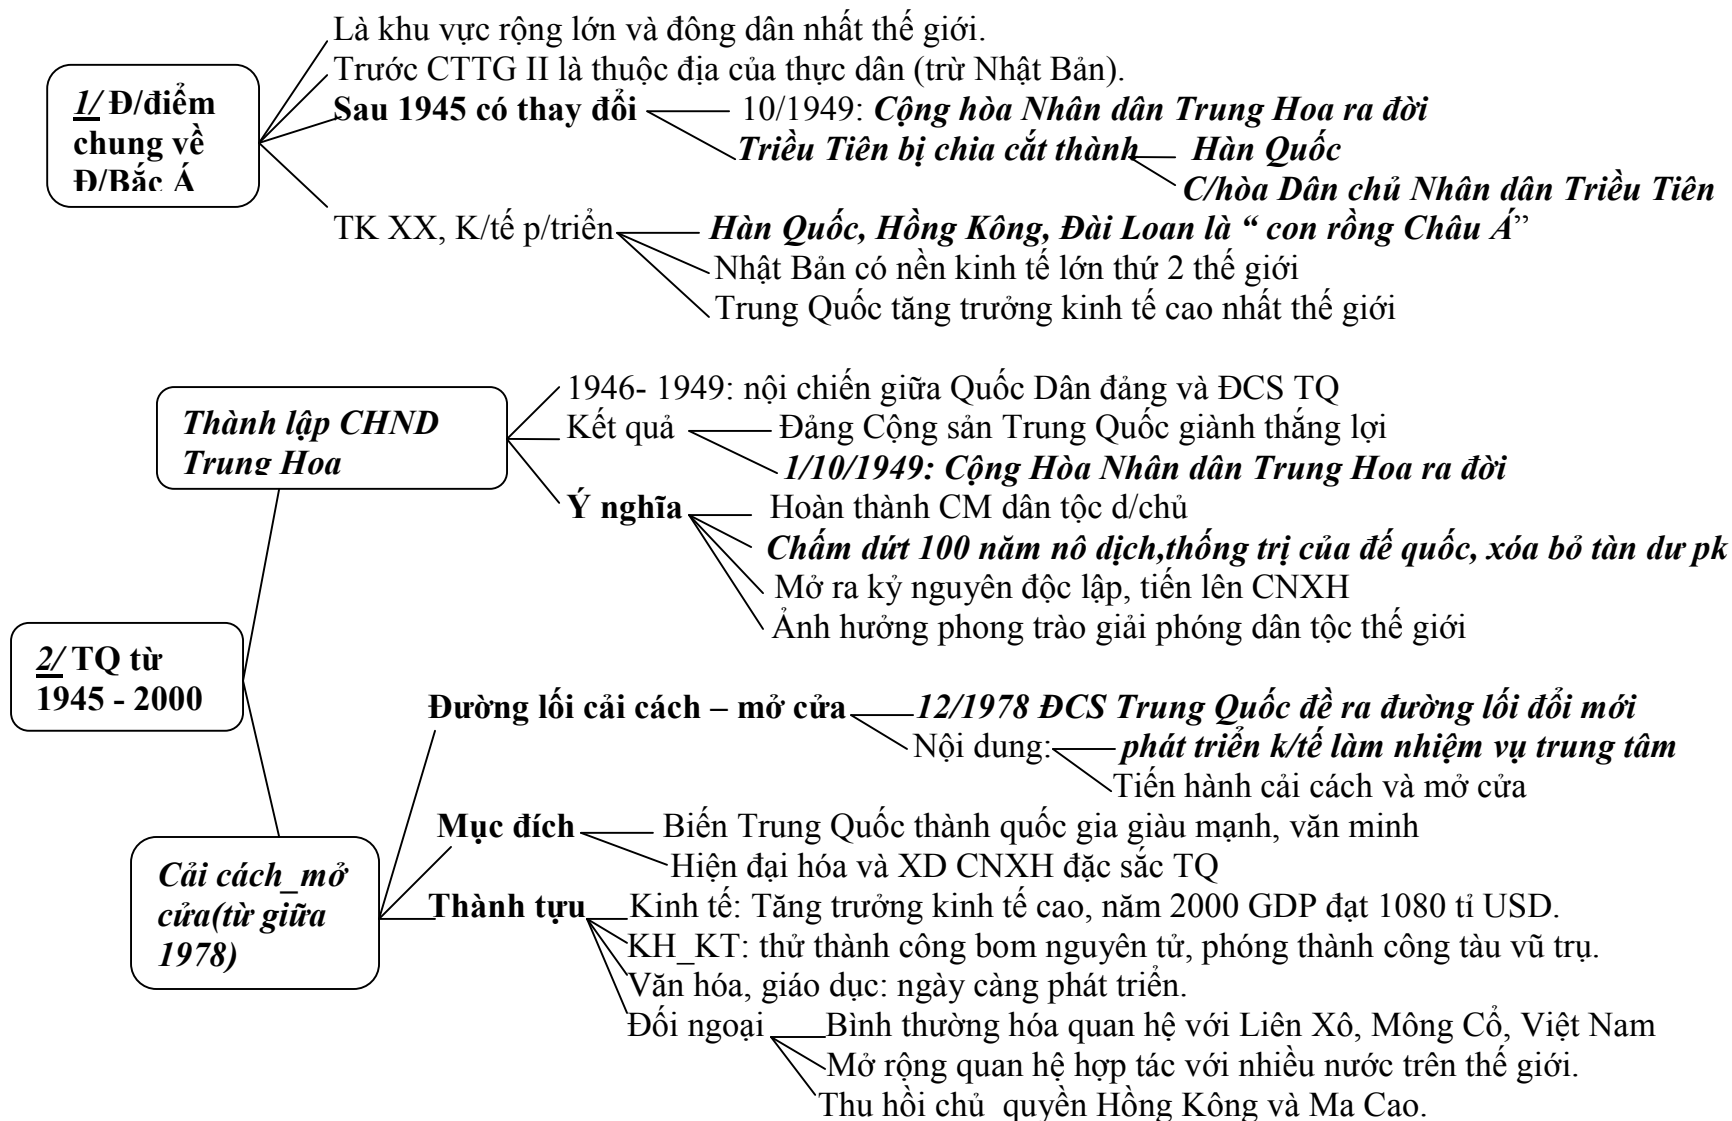 Là khu vực rộng lớn và đông dân nhất thế giới.
Trước CTTG II là thuộc địa của thực dân (trừ Nhật Bản).
1/ Đ/điểm
chung về
Đ/Bắc Á
Sau 1945 có thay đổi
10/1949: Cộng hòa Nhân dân Trung Hoa ra đời
Triều Tiên bị chia cắt thành
Hàn Quốc
C/hòa Dân chủ Nhân dân Triều Tiên
TK XX, K/tế p/triển
Hàn Quốc, Hồng Kông, Đài Loan là “ con rồng Châu Á”
Nhật Bản có nền kinh tế lớn thứ 2 thế giới
Trung Quốc tăng trưởng kinh tế cao nhất thế giới
Thành lập CHND
Trung Hoa
1946- 1949: nội chiến giữa Quốc Dân đảng và ĐCS TQ
Kết quả
Đảng Cộng sản Trung Quốc giành thắng lợi
1/10/1949: Cộng Hòa Nhân dân Trung Hoa ra đời
Ý nghĩa
Hoàn thành CM dân tộc d/chủ
Chấm dứt 100 năm nô dịch,thống trị của đế quốc, xóa bỏ tàn dư pk
Mở ra kỷ nguyên độc lập, tiến lên CNXH
Ảnh hưởng phong trào giải phóng dân tộc thế giới
2/ TQ từ
1945 - 2000
Đường lối cải cách – mở cửa
12/1978 ĐCS Trung Quốc đề ra đường lối đổi mới
Nội dung:
phát triển k/tế làm nhiệm vụ trung tâm
Tiến hành cải cách và mở cửa
Mục đích
Biến Trung Quốc thành quốc gia giàu mạnh, văn minh
Hiện đại hóa và XD CNXH đặc sắc TQ
Cải cách_mở
cửa(từ giữa
1978)
Thành tựu
Kinh tế: Tăng trưởng kinh tế cao, năm 2000 GDP đạt 1080 tỉ USD.
KH_KT: thử thành công bom nguyên tử, phóng thành công tàu vũ trụ.
Văn hóa, giáo dục: ngày càng phát triển.
Đối ngoại
Bình thường hóa quan hệ với Liên Xô, Mông Cổ, Việt Nam
Mở rộng quan hệ hợp tác với nhiều nước trên thế giới.
Thu hồi chủ quyền Hồng Kông và Ma Cao.